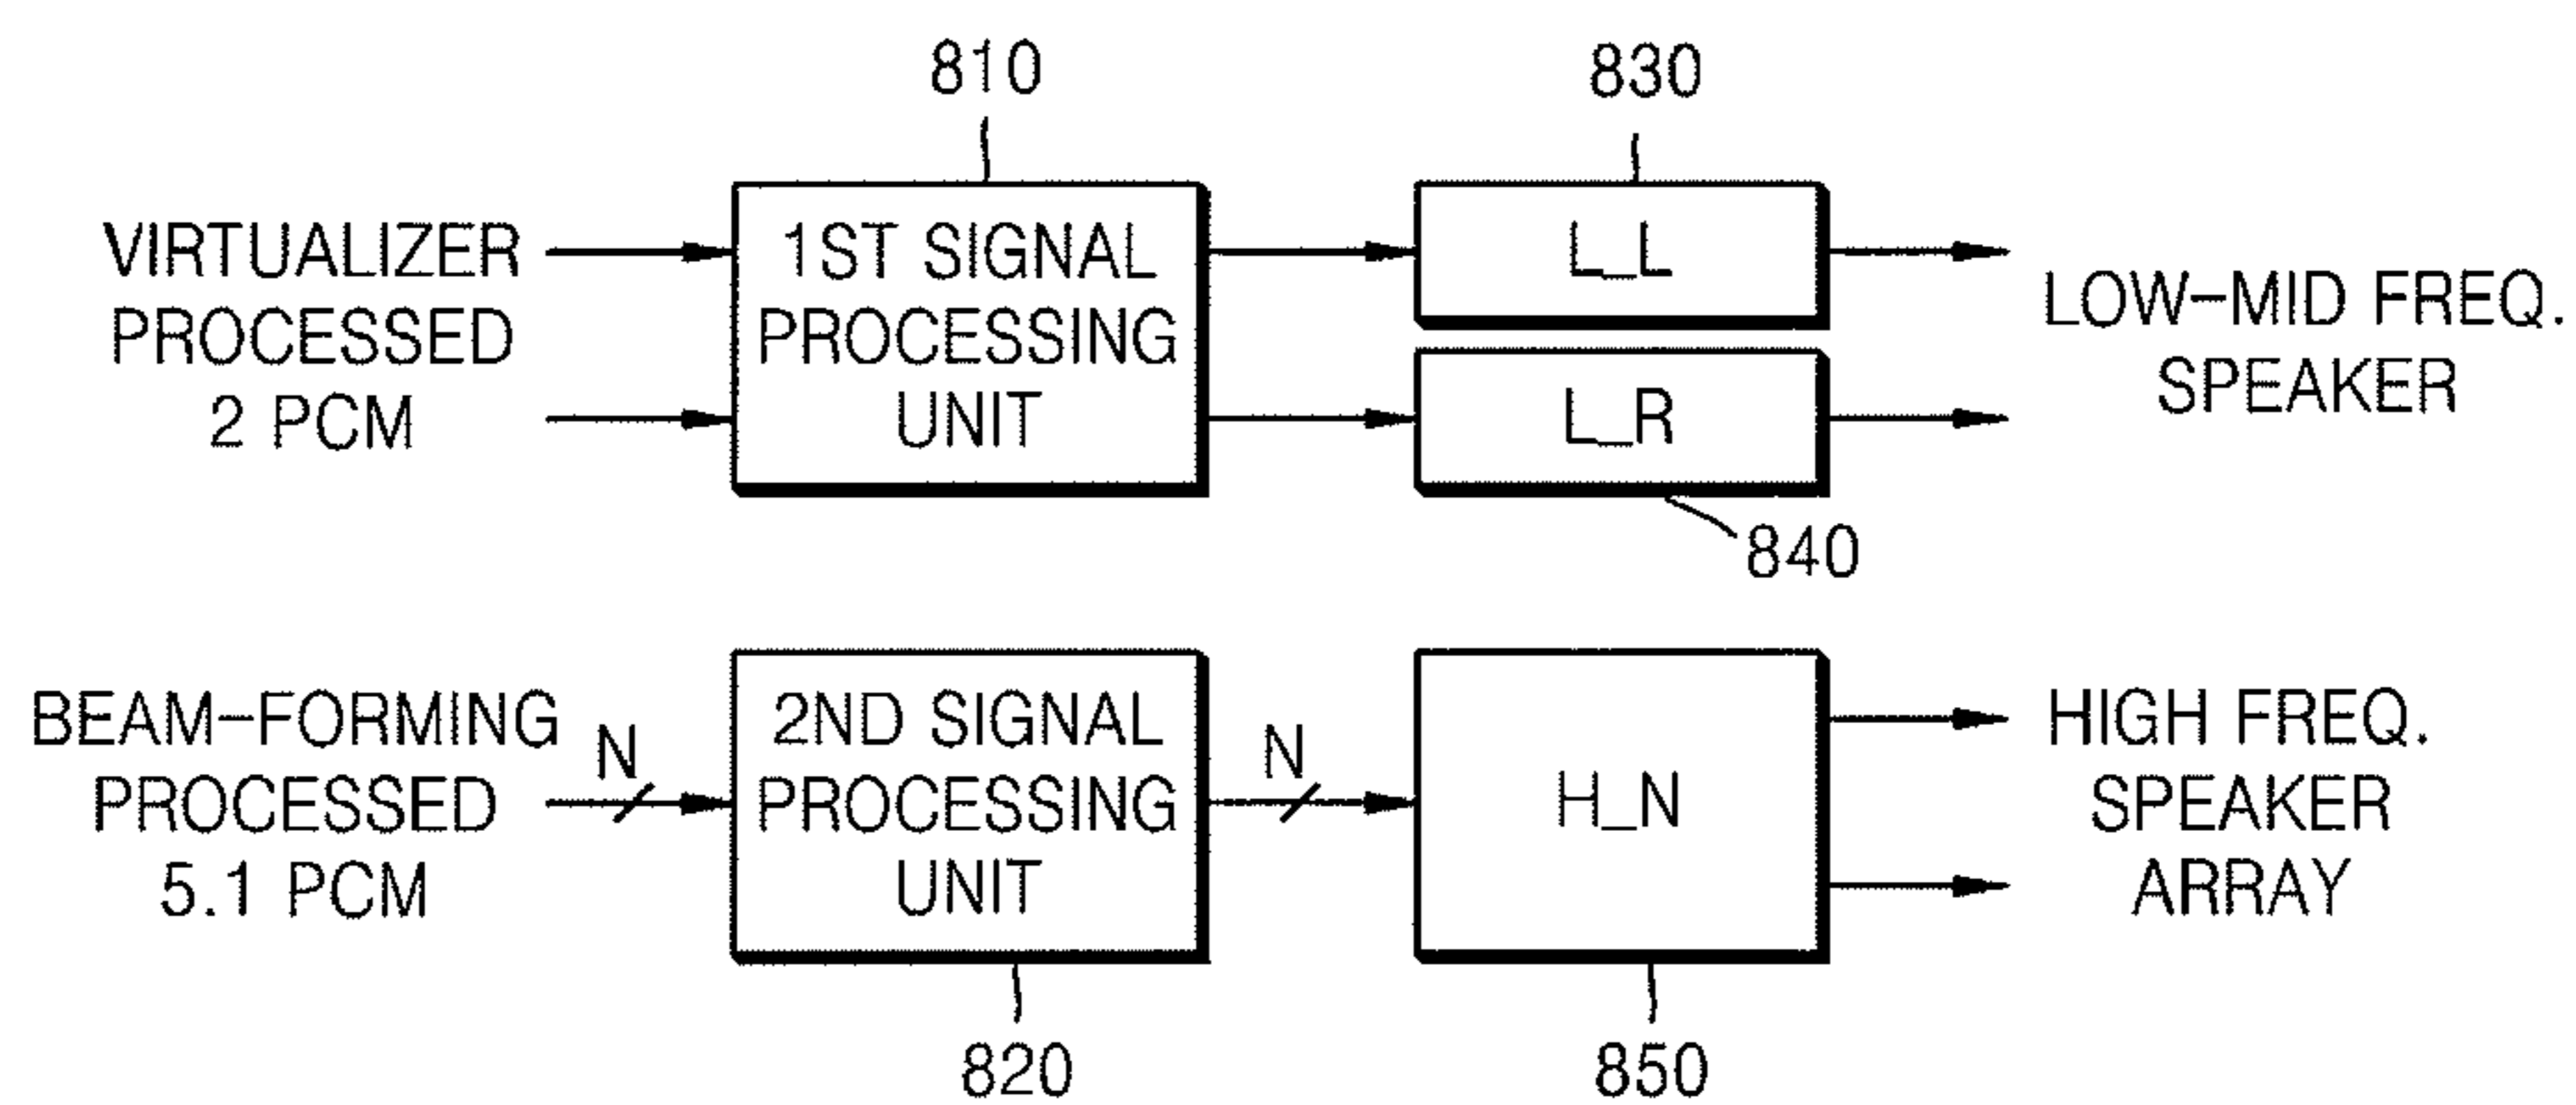 810
830
VIRTUALIZER
PROCESSED
2 PCM
1ST SIGNAL
PROCESSING
UNIT
L_L
L_R
LOW-MID FREQ.
SPEAKER
840
BEAM-FORMING
PROCESSED
5.1 PCM
N
2ND SIGNAL
PROCESSING
UNIT
N
H_N
HIGH FREQ.
SPEAKER
ARRAY
820
850